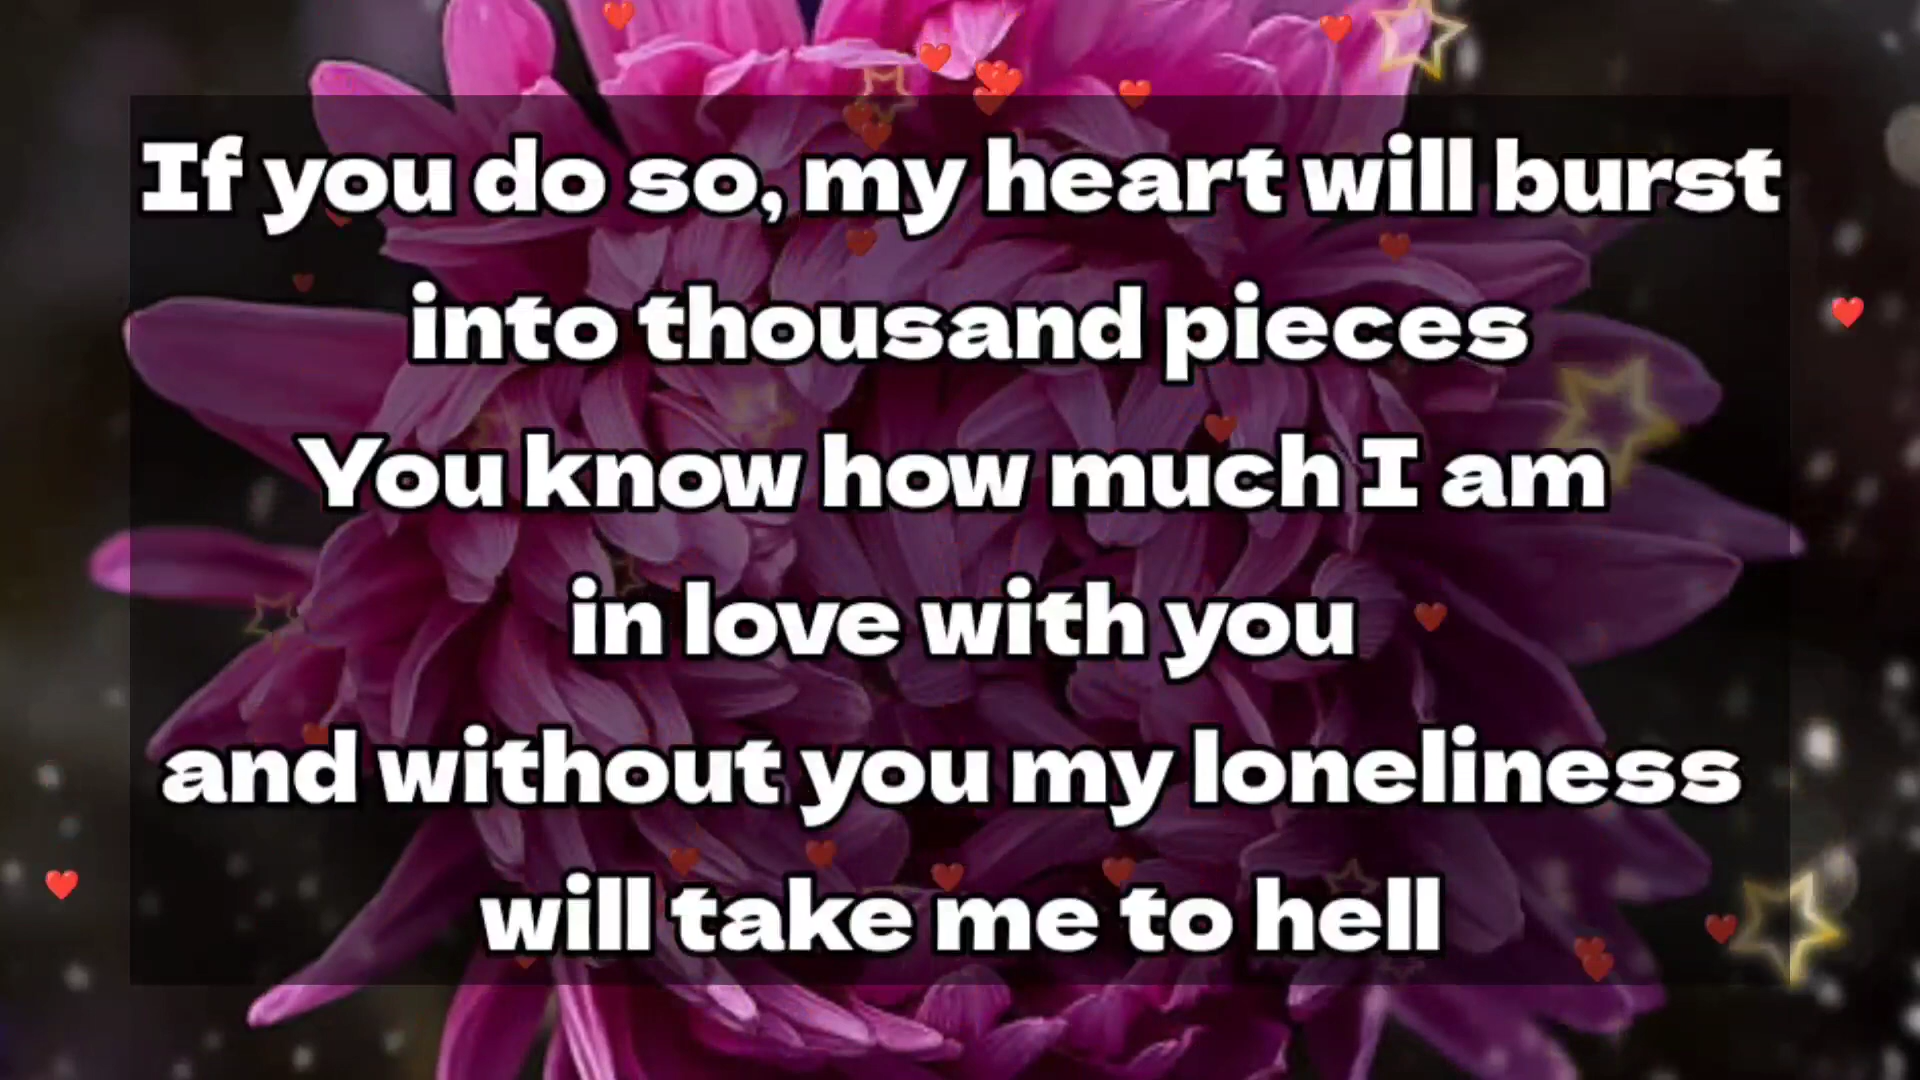 If you do so, my heart will burst
into thousand pieces
You know how much I am
in love with you
and without you my loneliness
will take me to hell